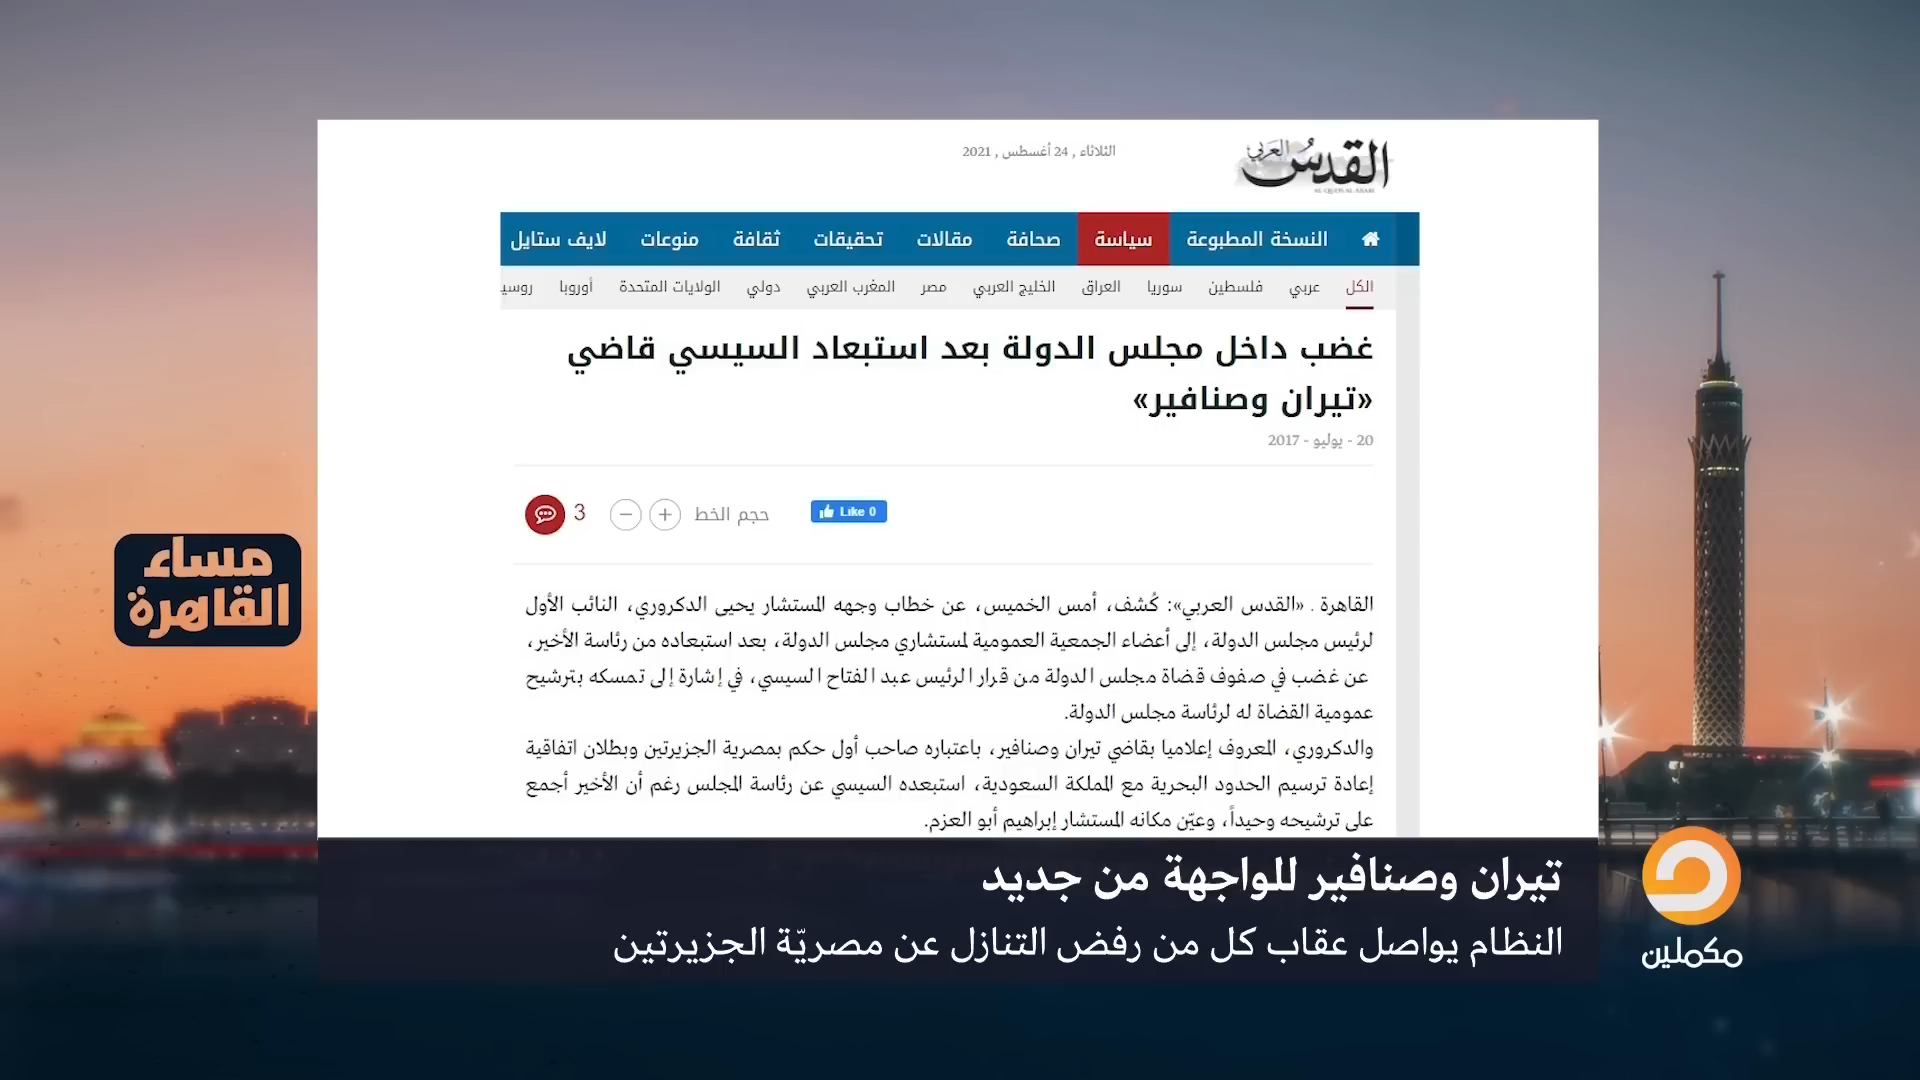 القدس العربي
AL-QUDS AL-ARABI
الثلاثاء , 24 أغسطس , 2021
النسخة المطبوعة سياسة صحافة مقالات تحقيقات ثقافة منوعات لايف ستايل
الكل عربي فلسطين سوريا العراق الخليج العربي مصر المغرب العربي دولي الولايات المتحدة أوروبا روسي
غضب داخل مجلس الدولة بعد استبعاد السيسي قاضي
«تيران وصنافير»
20 - يوليو - 2017
Like 0
حجم الخط + − 3
القاهرة ـ «القدس العربي»: كُشف، أمس الخميس، عن خطاب وجهه المستشار يحيى الدكروري، النائب الأول
لرئيس مجلس الدولة، إلى أعضاء الجمعية العمومية لمستشاري مجلس الدولة، بعد استبعاده من رئاسة الأخير،
عن غضب في صفوف قضاة مجلس الدولة من قرار الرئيس عبد الفتاح السيسي، في إشارة إلى تمسكه بترشيح
عمومية القضاة له لرئاسة مجلس الدولة.
والدكروري، المعروف إعلاميا بقاضي تيران وصنافير، باعتباره صاحب أول حكم بمصرية الجزيرتين وبطلان اتفاقية
إعادة ترسيم الحدود البحرية مع المملكة السعودية، استبعده السيسي عن رئاسة المجلس رغم أن الأخير أجمع
على ترشيحه وحيداً، وعيّن مكانه المستشار إبراهيم أبو العزم.
مساء
القاهرة
تيران وصنافير للواجهة من جديد
النظام يواصل عقاب كل من رفض التنازل عن مصريّة الجزيرتين
مكملين